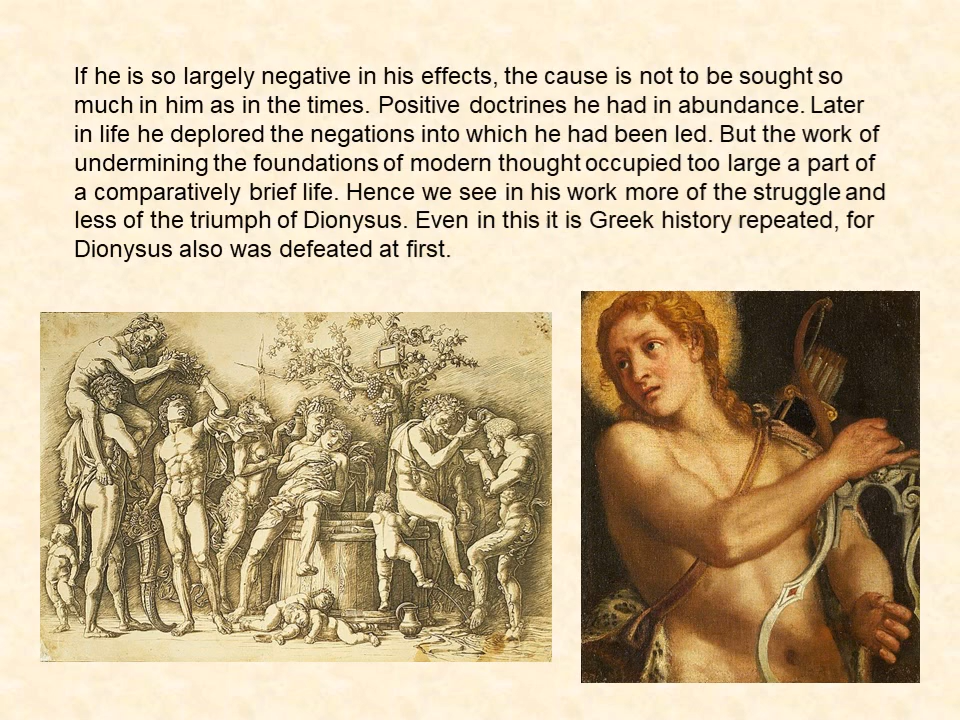 If he is so largely negative in his effects, the cause is not to be sought so
much in him as in the times. Positive doctrines he had in abundance. Later
in life he deplored the negations into which he had been led. But the work of
undermining the foundations of modern thought occupied too large a part of
a comparatively brief life. Hence we see in his work more of the struggle and
less of the triumph of Dionysus. Even in this it is Greek history repeated, for
Dionysus also was defeated at first.